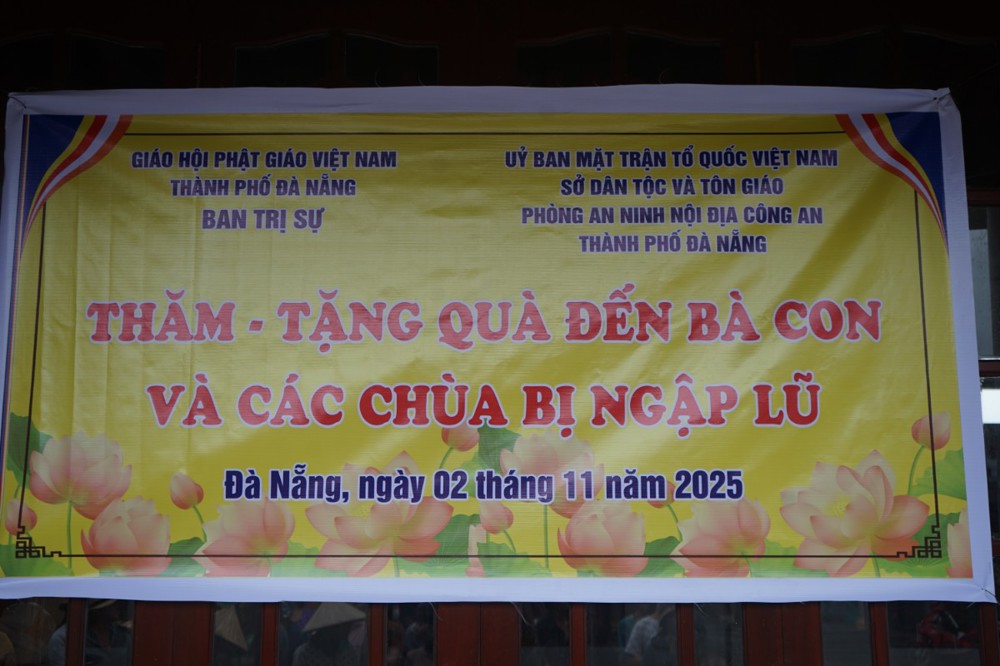 GIÁO HỘI PHẬT GIÁO VIỆT NAM
THÀNH PHỐ ĐÀ NẴNG
BAN TRỊ SỰ
UỶ BAN MẶT TRẬN TỔ QUỐC VIỆT NAM
SỞ DÂN TỘC VÀ TÔN GIÁO
PHÒNG AN NINH NỘI ĐỊA CÔNG AN
THÀNH PHỐ ĐÀ NẴNG
THĂM - TẶNG QUÀ ĐẾN BÀ CON
VÀ CÁC CHÙA BỊ NGẬP LŨ
Đà Nẵng, ngày 02 tháng 11 năm 2025